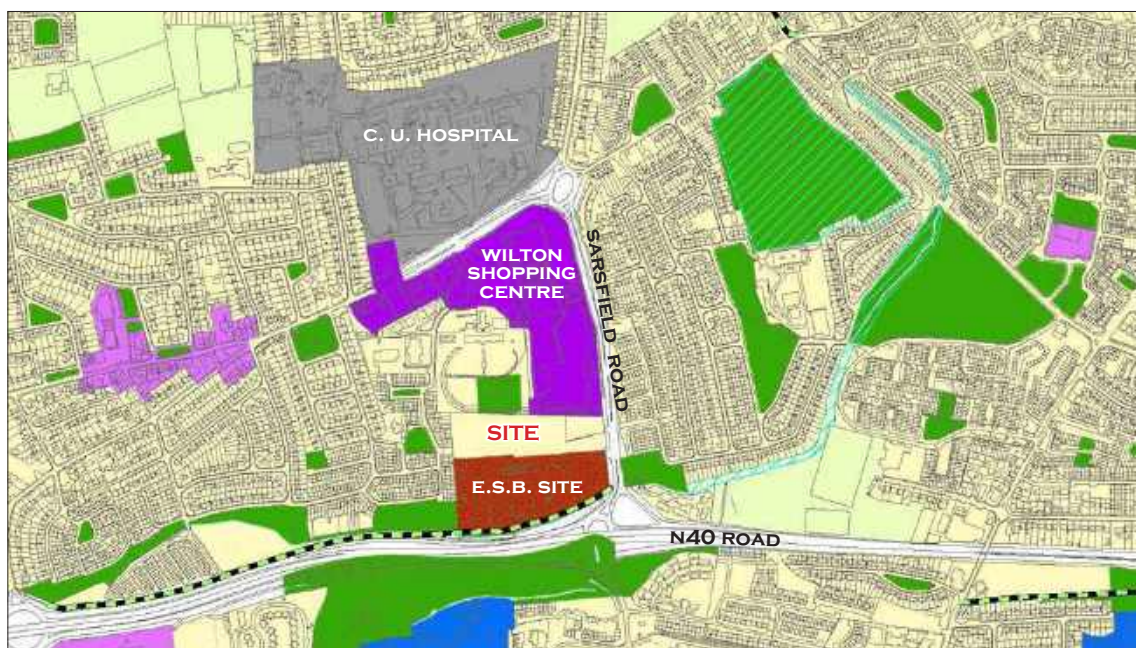 C. U. HOSPITAL
WILTON
SHOPPING
CENTRE
SARSFIELD ROAD
SITE
E.S.B. SITE
N40 ROAD